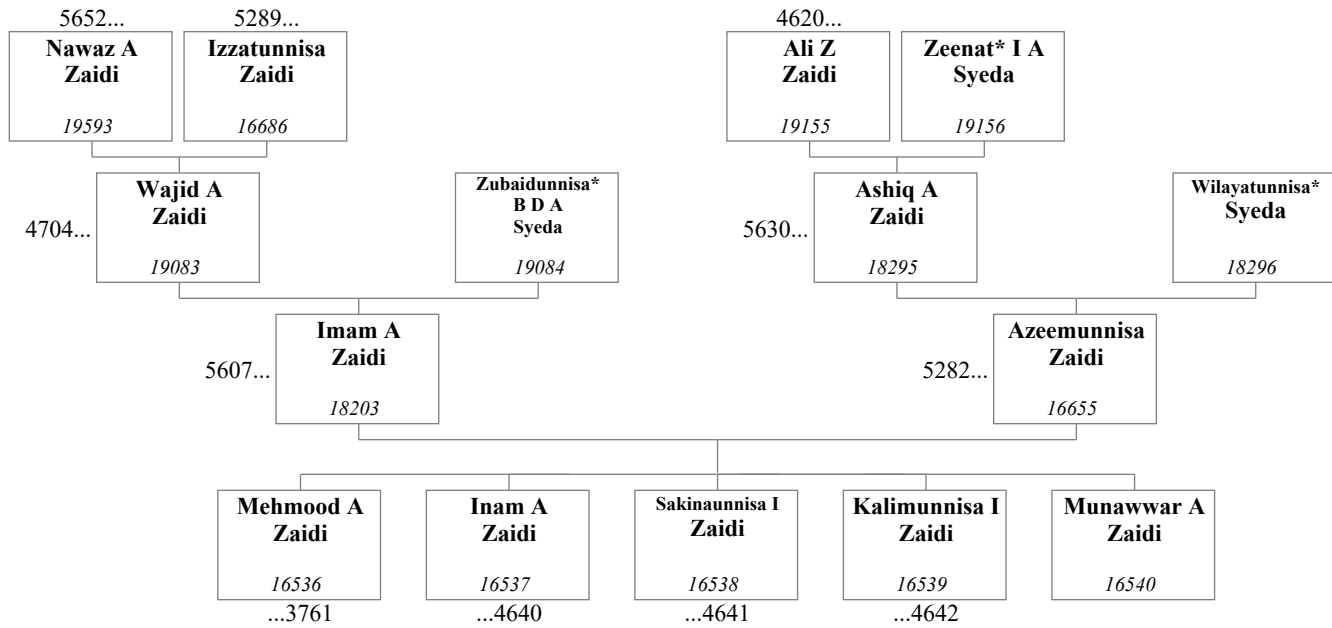 5652...
5289...
4620...
Nawaz A
Zaidi
19593
Izzatunnisa
Zaidi
16686
Ali Z
Zaidi
19155
Zeenat* I A
Syeda
19156
4704...
Wajid A
Zaidi
19083
Zubaidunnisa*
B D A
Syeda
19084
5630...
Ashiq A
Zaidi
18295
Wilayatunnisa*
Syeda
18296
5607...
Imam A
Zaidi
18203
5282...
Azeemunnisa
Zaidi
16655
Mehmood A
Zaidi
16536
...3761
Inam A
Zaidi
16537
...4640
Sakinaunnisa I
Zaidi
16538
...4641
Kalimunnisa I
Zaidi
16539
...4642
Munawwar A
Zaidi
16540